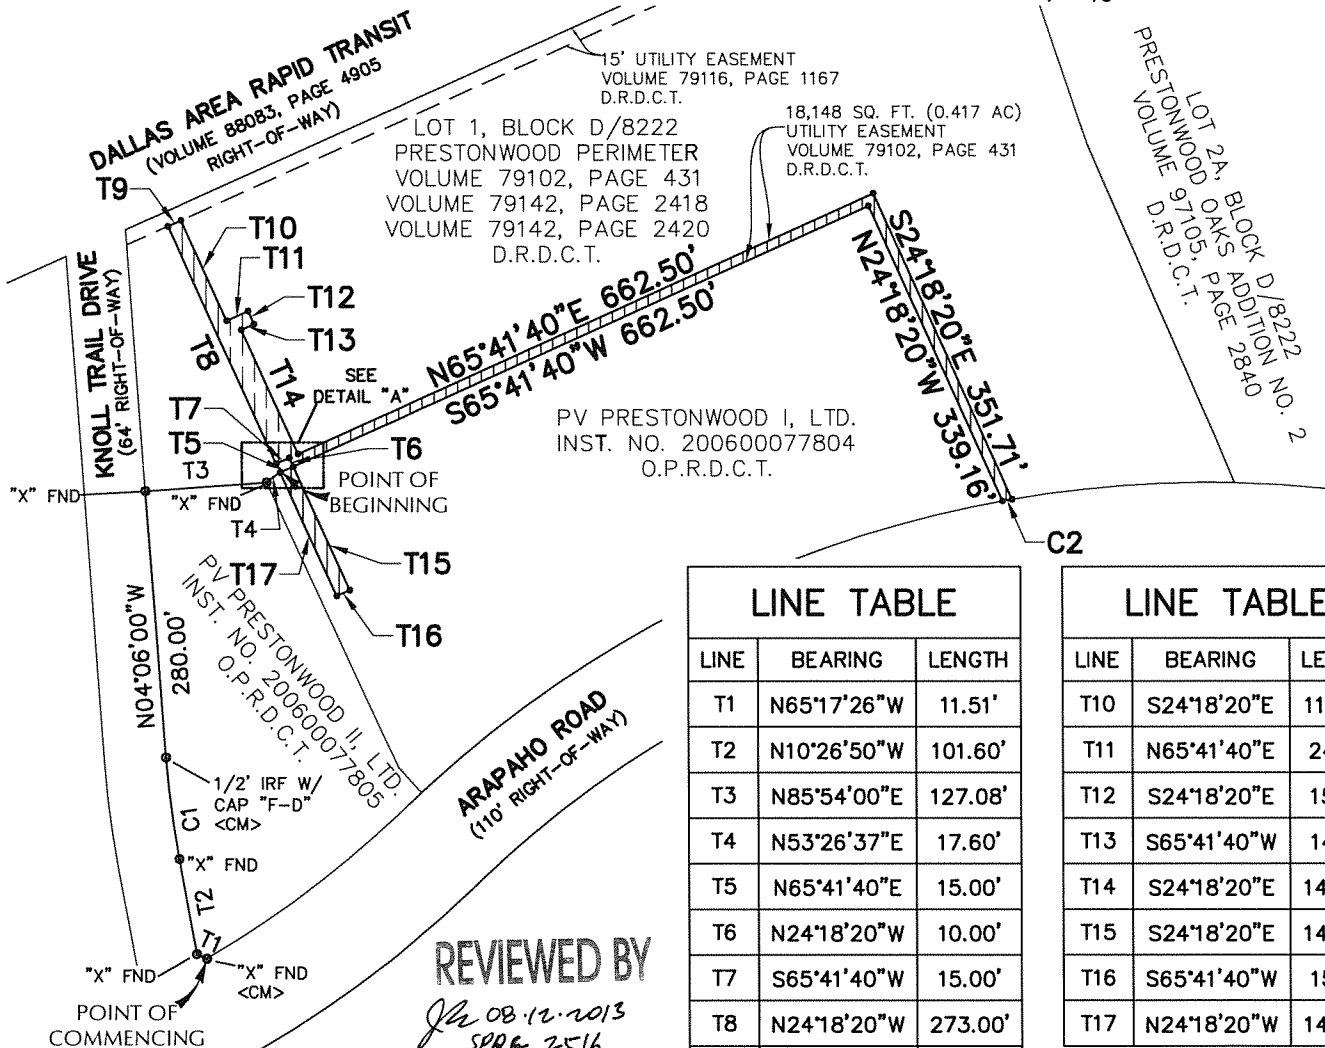 DALLAS AREA RAPID TRANSIT
(VOLUME 88083, PAGE 4905
RIGHT-OF-WAY)
15' UTILITY EASEMENT
VOLUME 79116, PAGE 1167
D.R.D.C.T.
18,148 SQ. FT. (0.417 AC)
UTILITY EASEMENT
VOLUME 79102, PAGE 431
D.R.D.C.T.
LOT 1, BLOCK D/8222
PRESTONWOOD PERIMETER
VOLUME 79102, PAGE 431
VOLUME 79142, PAGE 2418
VOLUME 79142, PAGE 2420
D.R.D.C.T.
LOT 2A, BLOCK D/8222
PRESTONWOOD OAKS ADDITION NO. 2
VOLUME 97105, PAGE 2840
D.R.D.C.T.
T9
T10
T11
T12
T13
T8
T14
KNOLL TRAIL DRIVE
(64' RIGHT-OF-WAY)
SEE
DETAIL "A"
N65°41'40"E 662.50'
S65°41'40"W 662.50'
S24°18'20"E 351.71'
N24°18'20"W 339.16'
PV PRESTONWOOD I, LTD.
INST. NO. 200600077804
O.P.R.D.C.T.
T7
T5
T3
T6
POINT OF
BEGINNING
"X" FND
"X" FND
T4
T17
T15
T16
C2
N04°06'00"W
280.00'
PV PRESTONWOOD II, LTD.
INST. NO. 200600077805
O.P.R.D.C.T.
1/2' IRF W/
CAP "F-D"
<CM>
C1
"X" FND
T2
T1
"X" FND
"X" FND
<CM>
POINT OF
COMMENCING
ARAPAHO ROAD
(110' RIGHT-OF-WAY)
REVIEWED BY
08.12.2013
SPRG 2516
LINE TABLE
LINE BEARING LENGTH
T1 N65°17'26"W 11.51'
T2 N10°26'50"W 101.60'
T3 N85°54'00"E 127.08'
T4 N53°26'37"E 17.60'
T5 N65°41'40"E 15.00'
T6 N24°18'20"W 10.00'
T7 S65°41'40"W 15.00'
T8 N24°18'20"W 273.00'
LINE TABLE
LINE BEARING LE
T10 S24°18'20"E 11
T11 N65°41'40"E 2
T12 S24°18'20"E 15
T13 S65°41'40"W 14
T14 S24°18'20"E 14
T15 S24°18'20"E 14
T16 S65°41'40"W 15
T17 N24°18'20"W 14